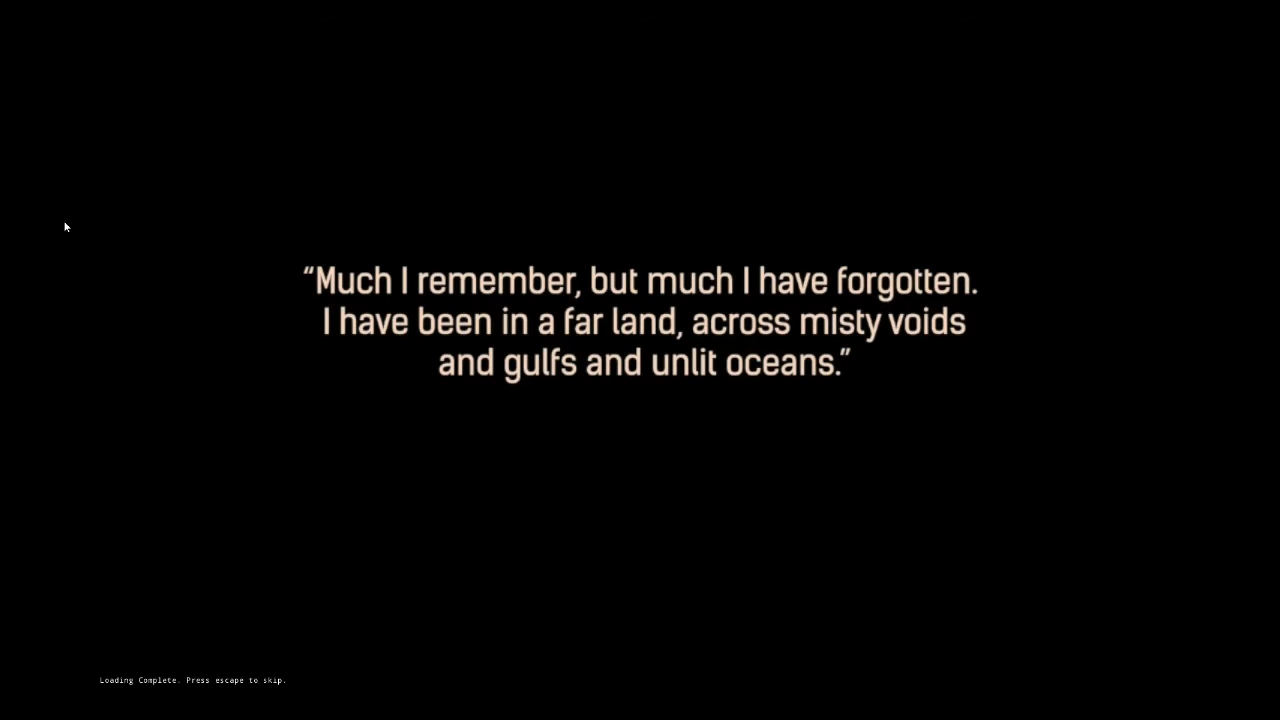 “Much I remember, but much I have forgotten.
I have been in a far land, across misty voids
and gulfs and unlit oceans.”
Loading Complete. Press escape to skip.